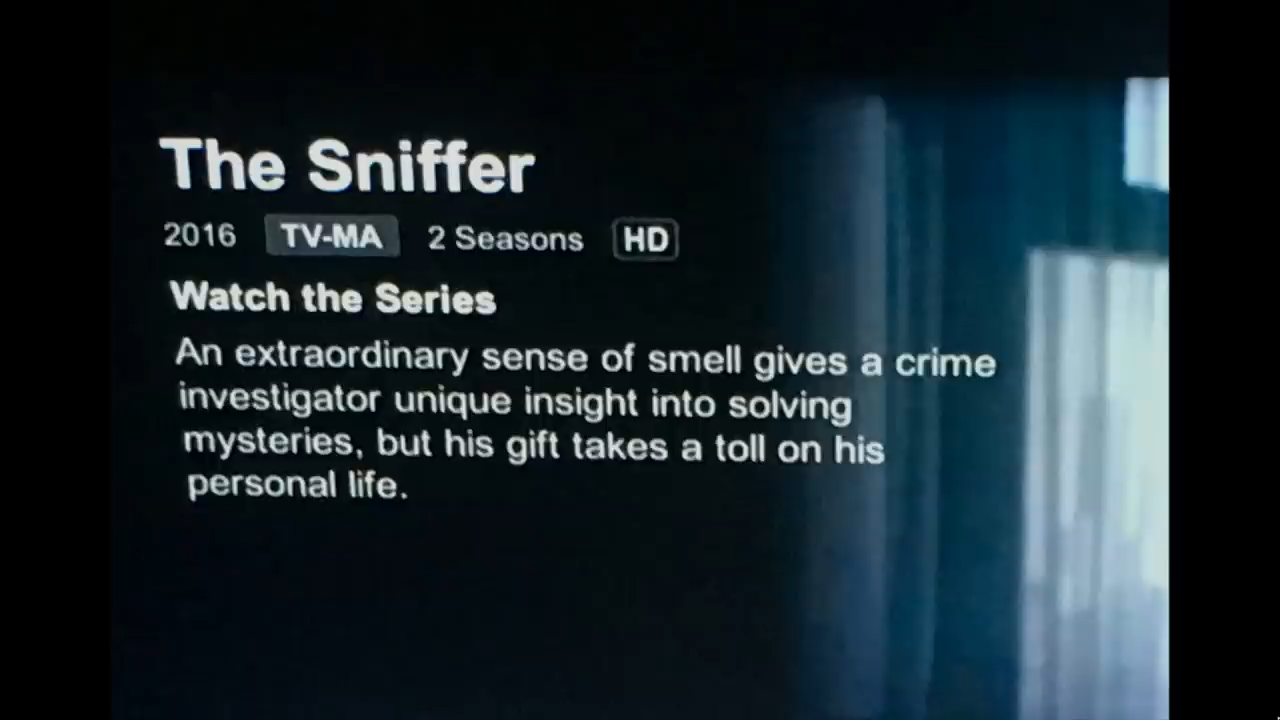 The Sniffer
2016 TV-MA 2 Seasons HD
Watch the Series
An extraordinary sense of smell gives a crime
investigator unique insight into solving
mysteries, but his gift takes a toll on his
personal life.